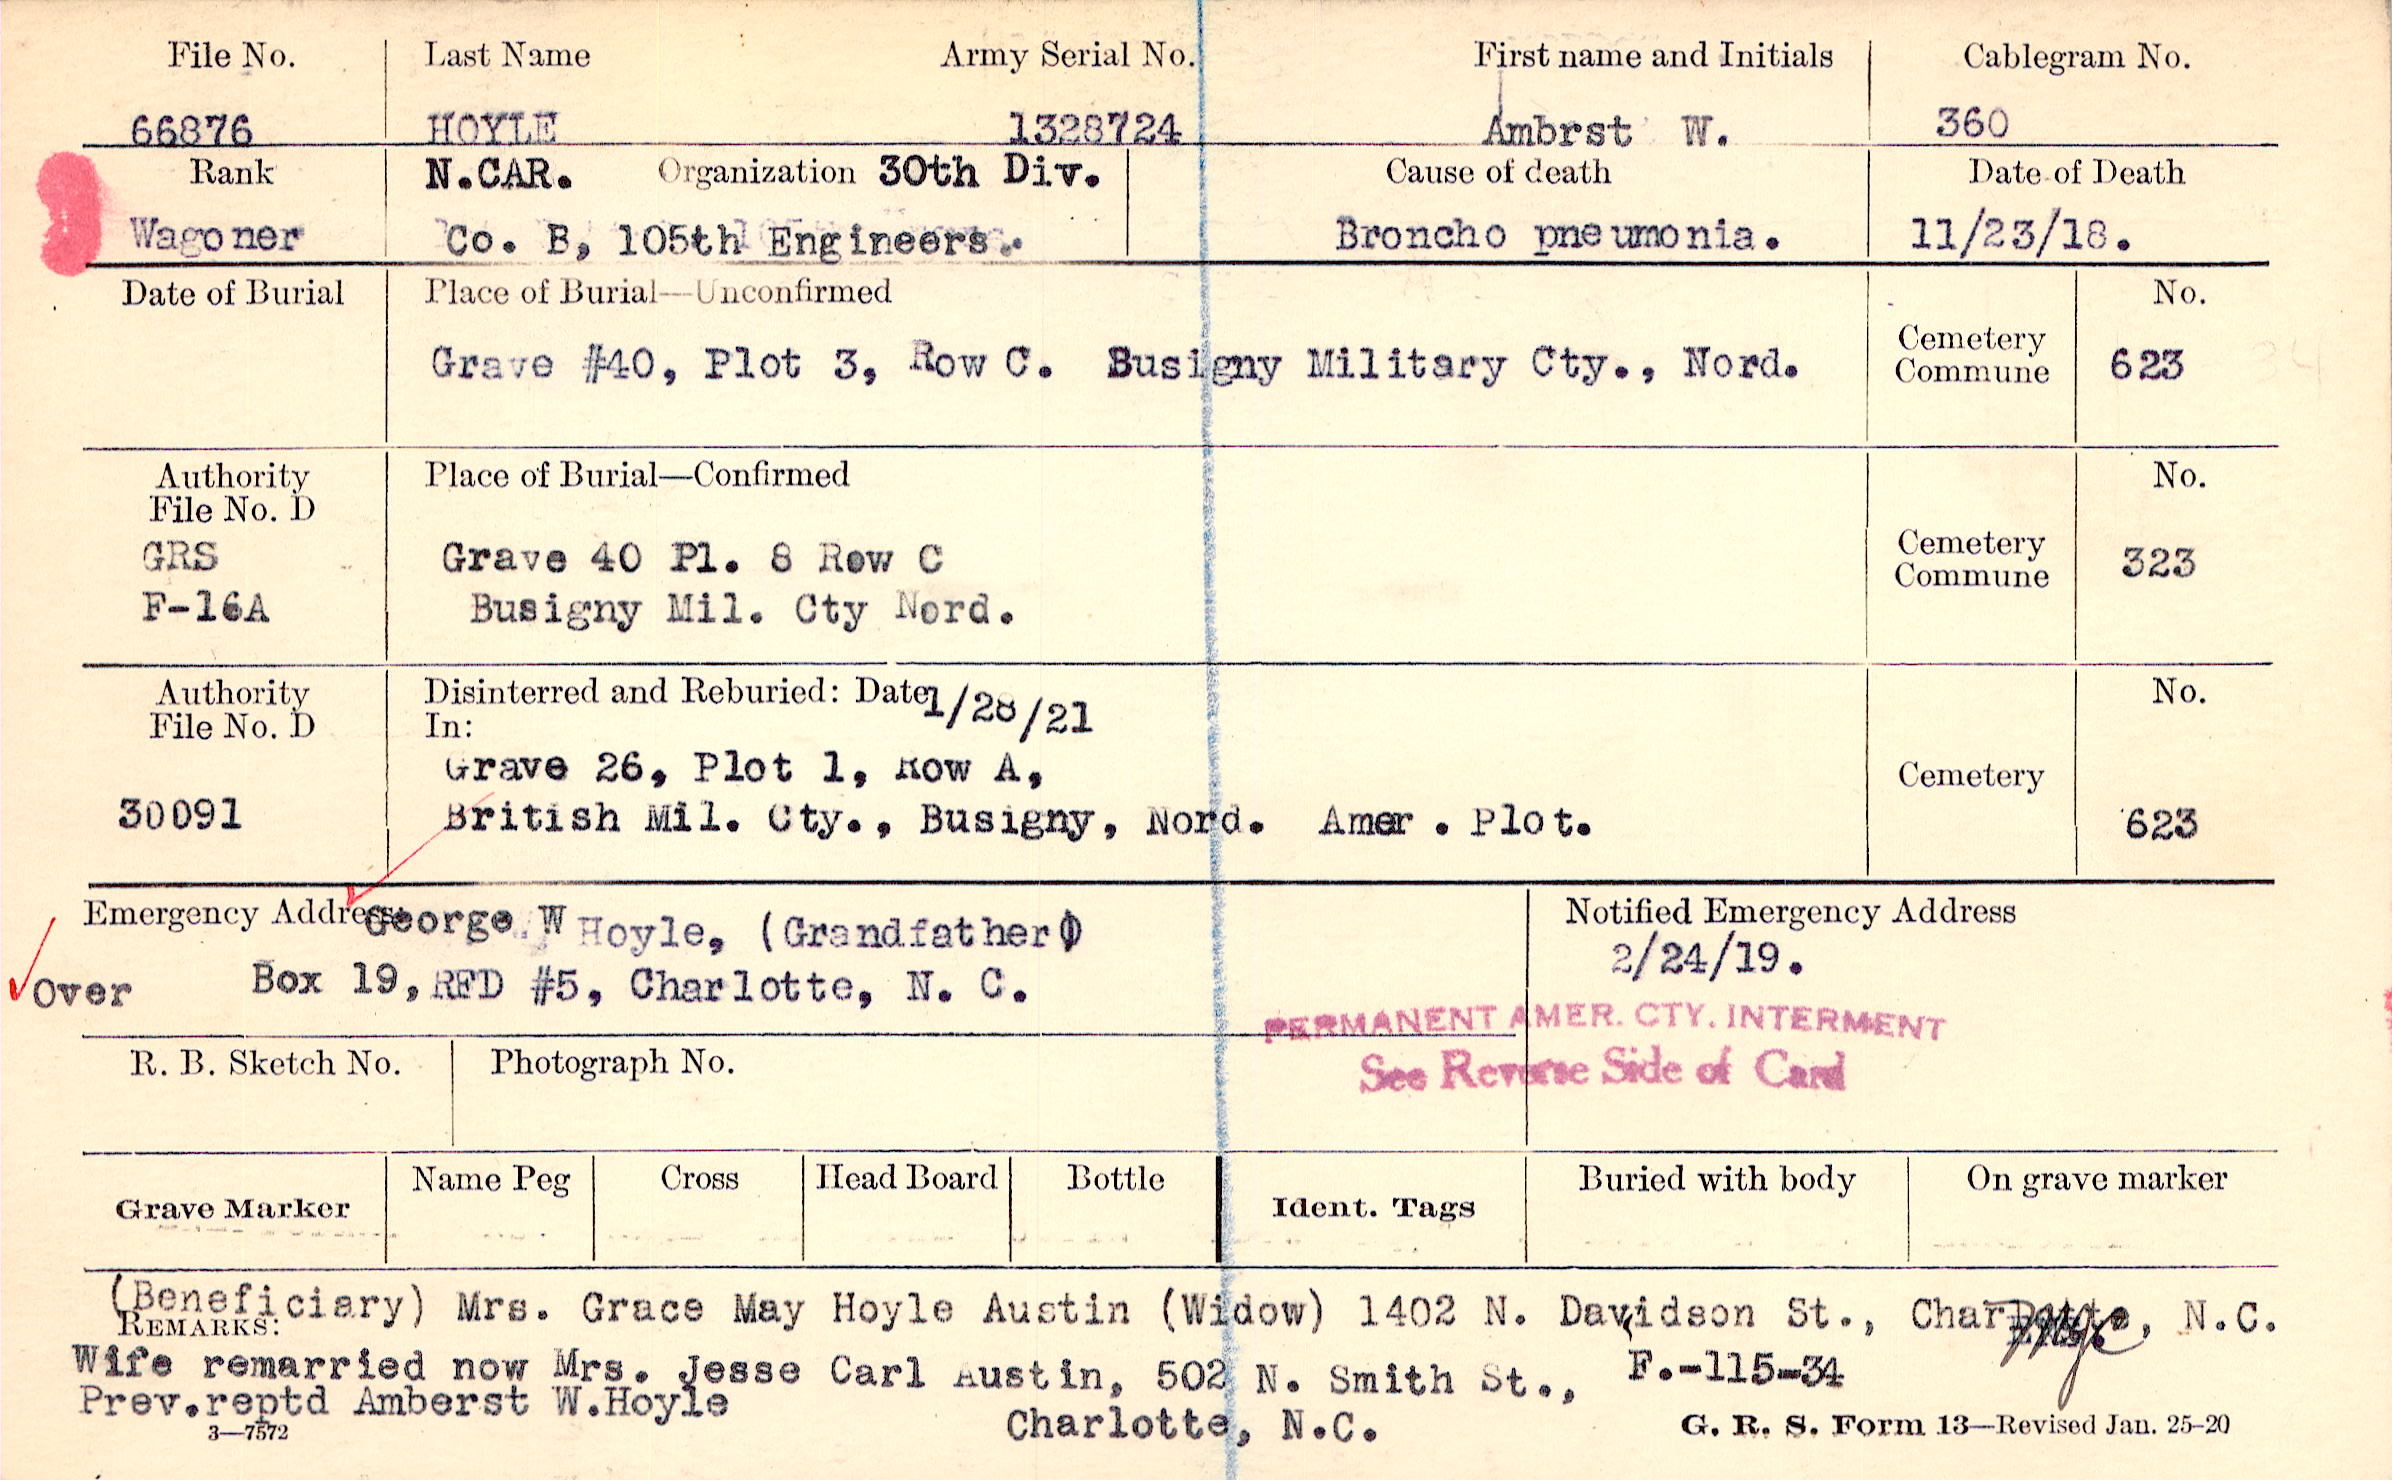 File No. Last Name Army Serial No. First name and Initials Cablegram No.
66876 HOYLE 1328724 Ambrst W. 360
Rank N.CAR. Organization 30th Div. Cause of death Date of Death
Wagoner Co. B, 105th Engineers. Broncho pneumonia. 11/23/18.
Date of Burial Place of Burial—Unconfirmed No.
Cemetery
Grave #40, Plot 3, Row C. Busigny Military Cty., Nord. Commune 623
Authority Place of Burial—Confirmed No.
File No. D
GRS Grave 40 Pl. 8 Row C Cemetery
Commune 323
F-16A Busigny Mil. Cty Nord.
Authority Disinterred and Reburied: Date 1/28/21 No.
File No. D In:
Grave 26, Plot 1, Row A, Cemetery
30091 British Mil. Cty., Busigny, Nord. Amer. Plot. 623
Emergency Address: George W Hoyle, (Grandfather) Notified Emergency Address
2/24/19.
Over Box 19, RFD #5, Charlotte, N. C.
PERMANENT AMER. CTY. INTERMENT
R. B. Sketch No. Photograph No. See Reverse Side of Card
Name Peg Cross Head Board Bottle Buried with body On grave marker
Grave Marker Ident. Tags
(Beneficiary) Mrs. Grace May Hoyle Austin (Widow) 1402 N. Davidson St., Charlotte, N.C.
REMARKS:
Wife remarried now Mrs. Jesse Carl Austin, 502 N. Smith St., F.-115-34
Prev.reptd Amberst W.Hoyle Charlotte, N.C.
3—7572 G. R. S. Form 13—Revised Jan. 25-20